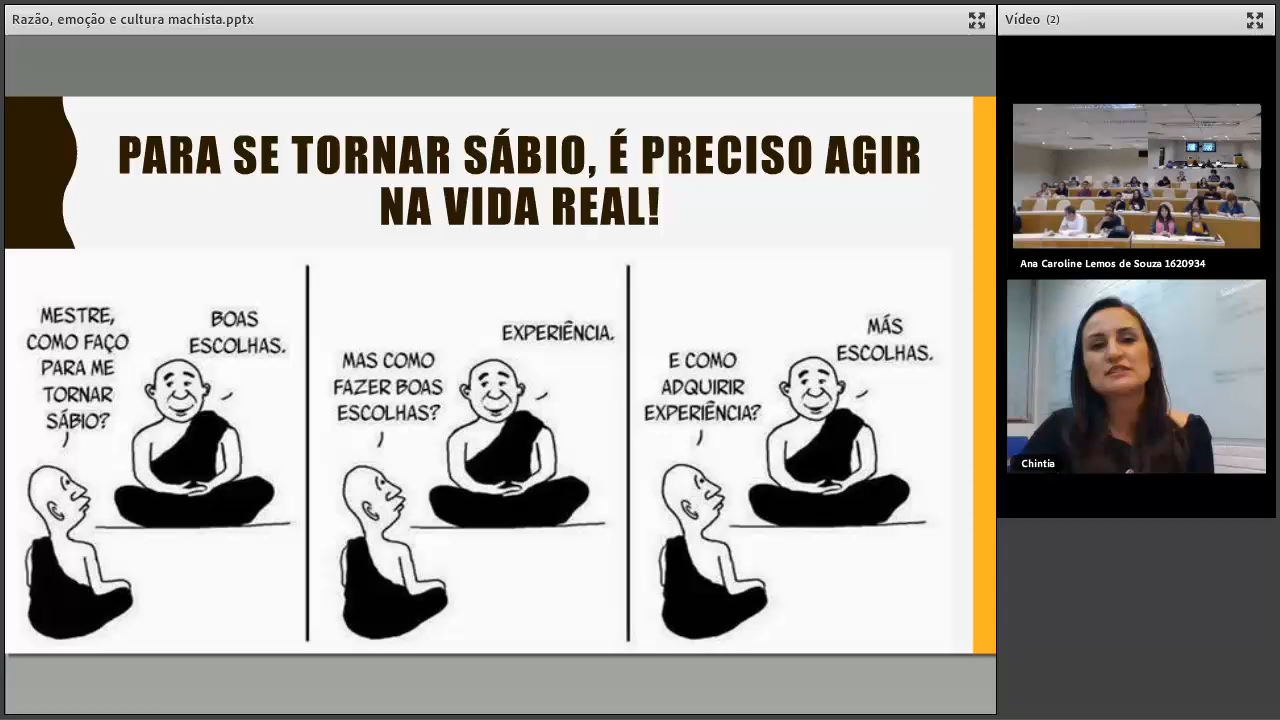 Razão, emoção e cultura machista.pptx
Vídeo (2)
PARA SE TORNAR SÁBIO, É PRECISO AGIR
NA VIDA REAL!
MESTRE,
COMO FAÇO
PARA ME
TORNAR
SÁBIO?
BOAS
ESCOLHAS.
MAS COMO
FAZER BOAS
ESCOLHAS?
EXPERIÊNCIA.
E COMO
ADQUIRIR
EXPERIÊNCIA?
MÁS
ESCOLHAS.
Ana Caroline Lemos de Souza 1620934
Chintia